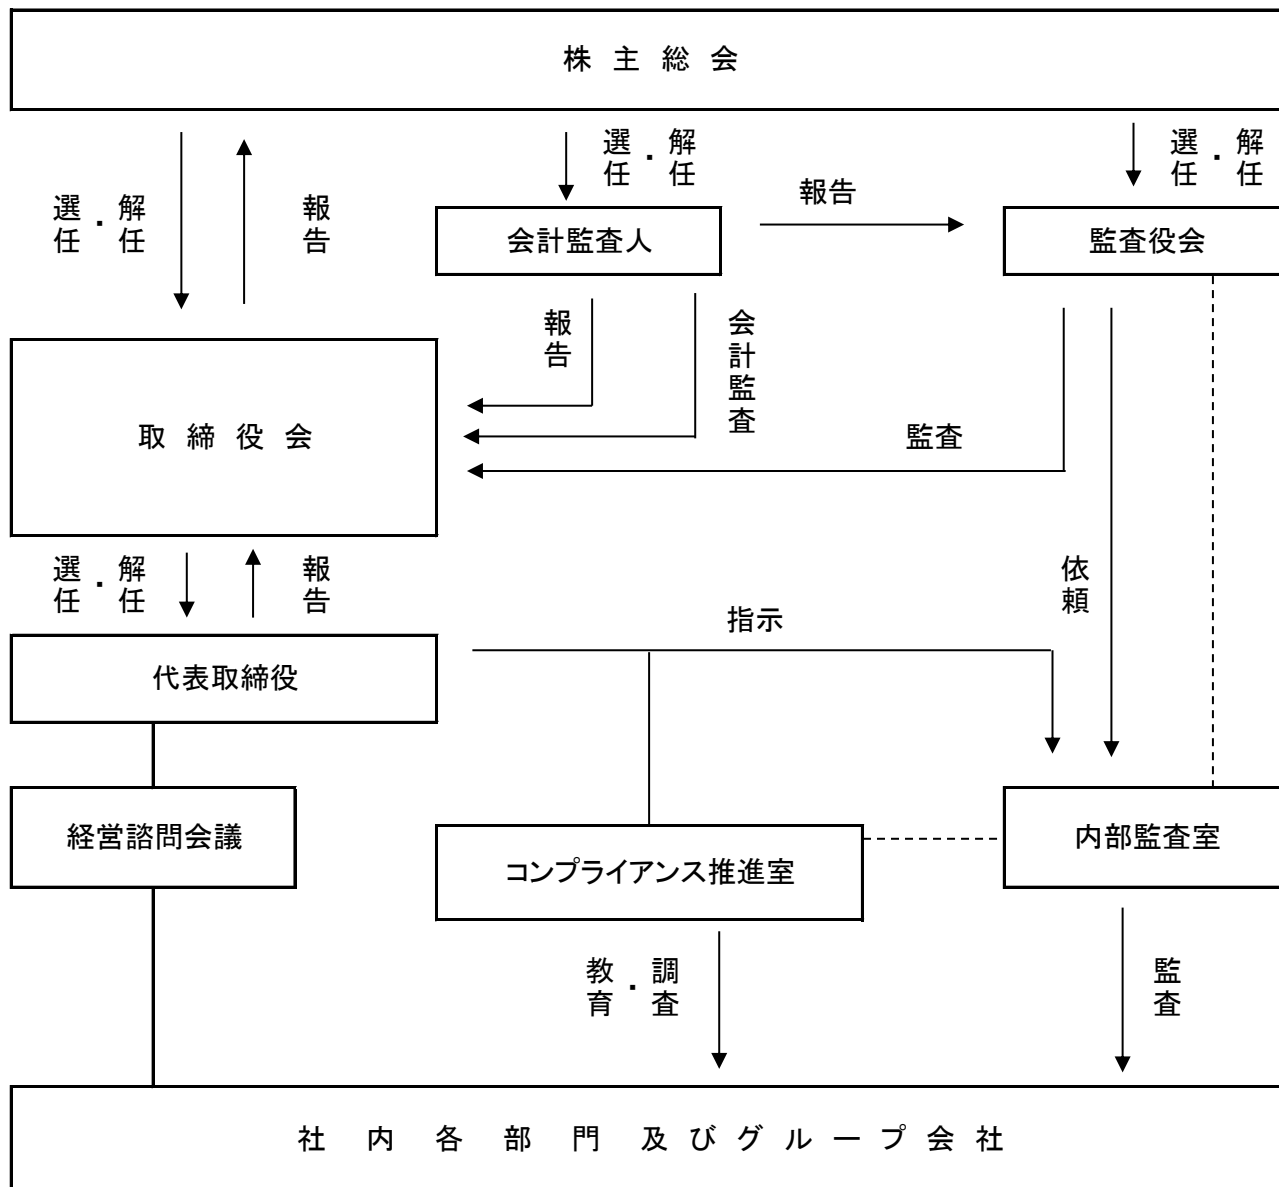 株主総会
選任・解任
報告
選任・解任
選任・解任
報告
会計監査人
監査役会
報告
会計監査
取締役会
監査
選任・解任
報告
依頼
指示
代表取締役
経営諮問会議
コンプライアンス推進室
内部監査室
教育・調査
監査
社内各部門及びグループ会社